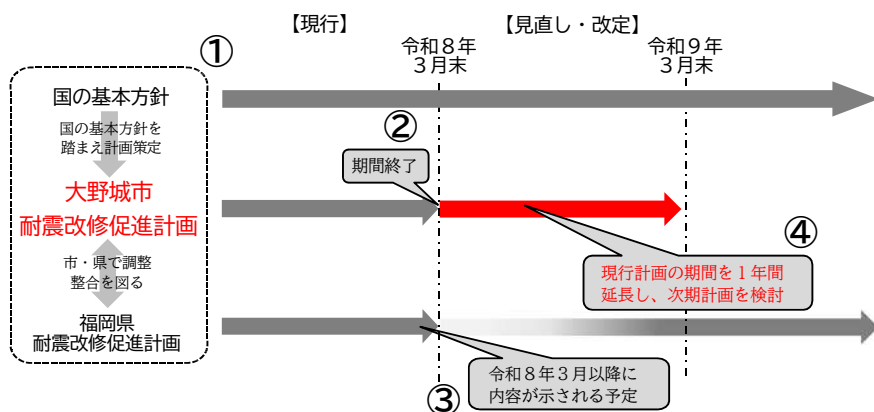 【現行】
【見直し・改定】
①
令和８年
３月末
令和９年
３月末
国の基本方針
国の基本方針を
踏まえ計画策定
②
期間終了
大野城市
耐震改修促進計画
④
現行計画の期間を１年間
延長し、次期計画を検討
市・県で調整
整合を図る
福岡県
耐震改修促進計画
③
令和８年３月以降に
内容が示される予定